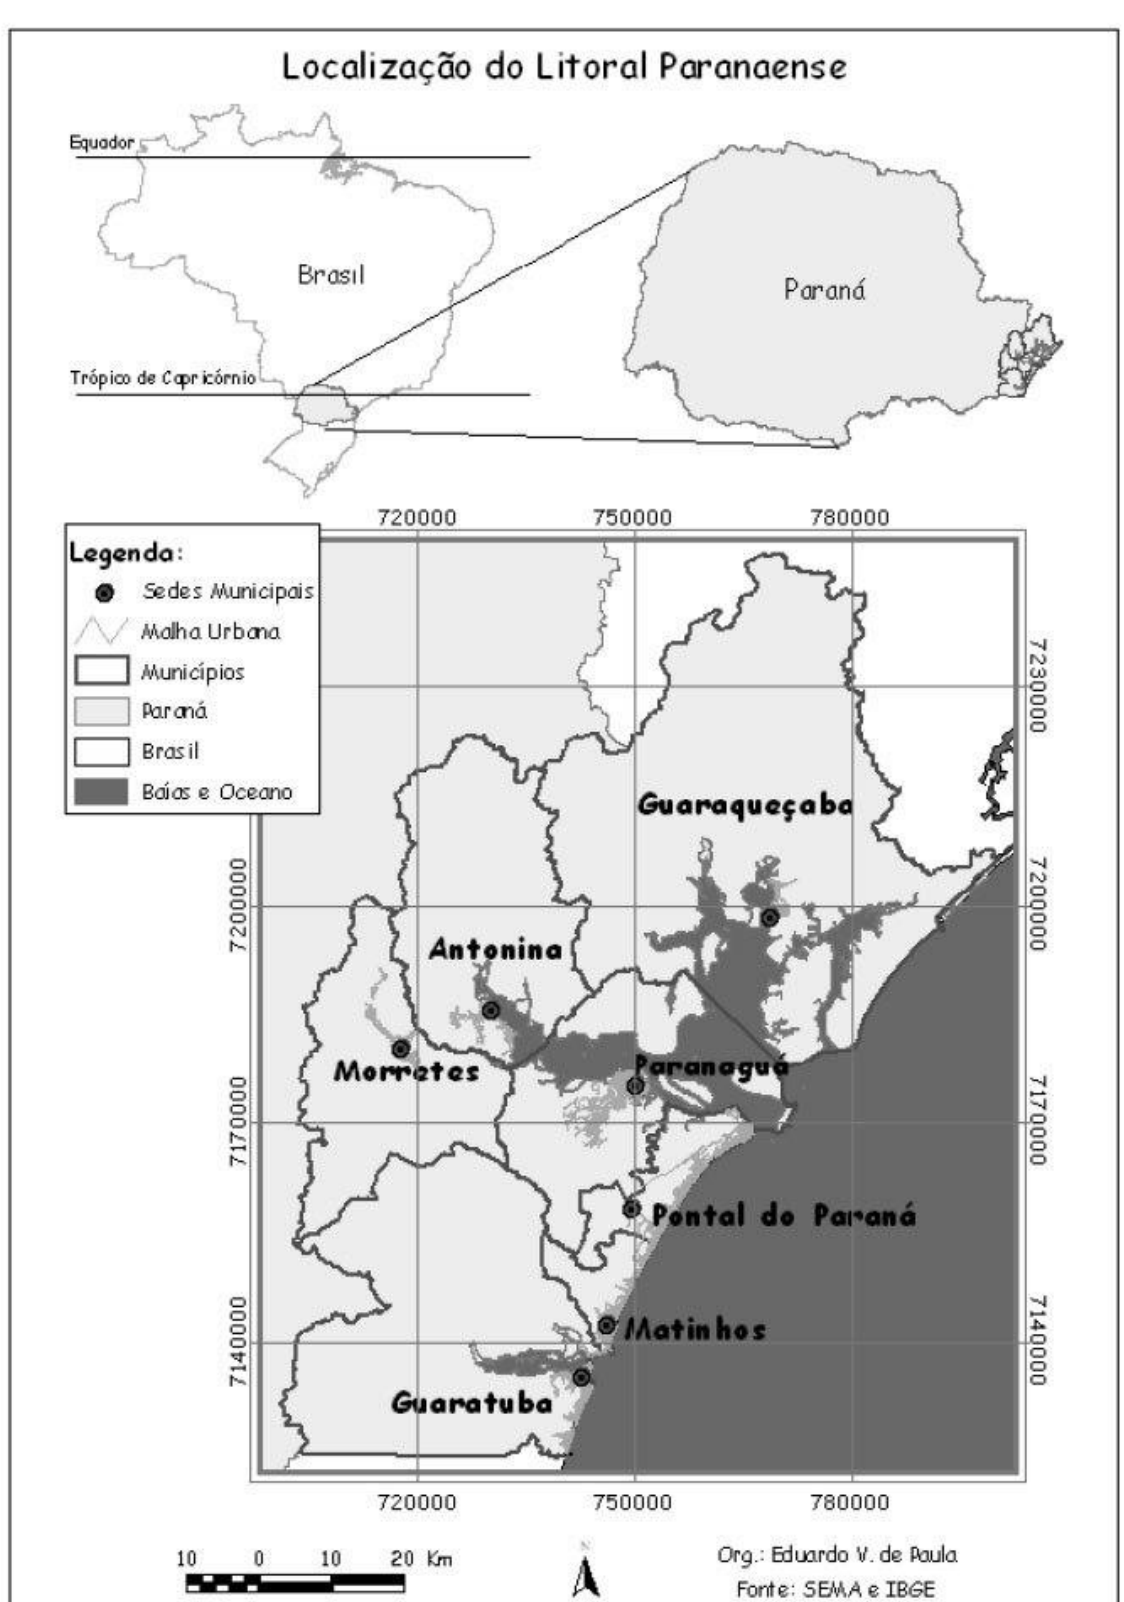 Localização do Litoral Paranaense
Equador
Brasil
Paraná
Trópico de Capricórnio
720000 750000 780000
Legenda:
Sedes Municipais
Malha Urbana
Municípios
Paraná
Brasil
Baías e Oceano
7230000
7200000
7170000
7140000
Guaraqueçaba
Antonina
Morretes
Paranaguá
Pontal do Paraná
Matinhos
Guaratuba
7200000
7170000
7140000
720000 750000 780000
10 0 10 20 Km
N
Org.: Eduardo V. de Paula
Fonte: SEMA e IBGE